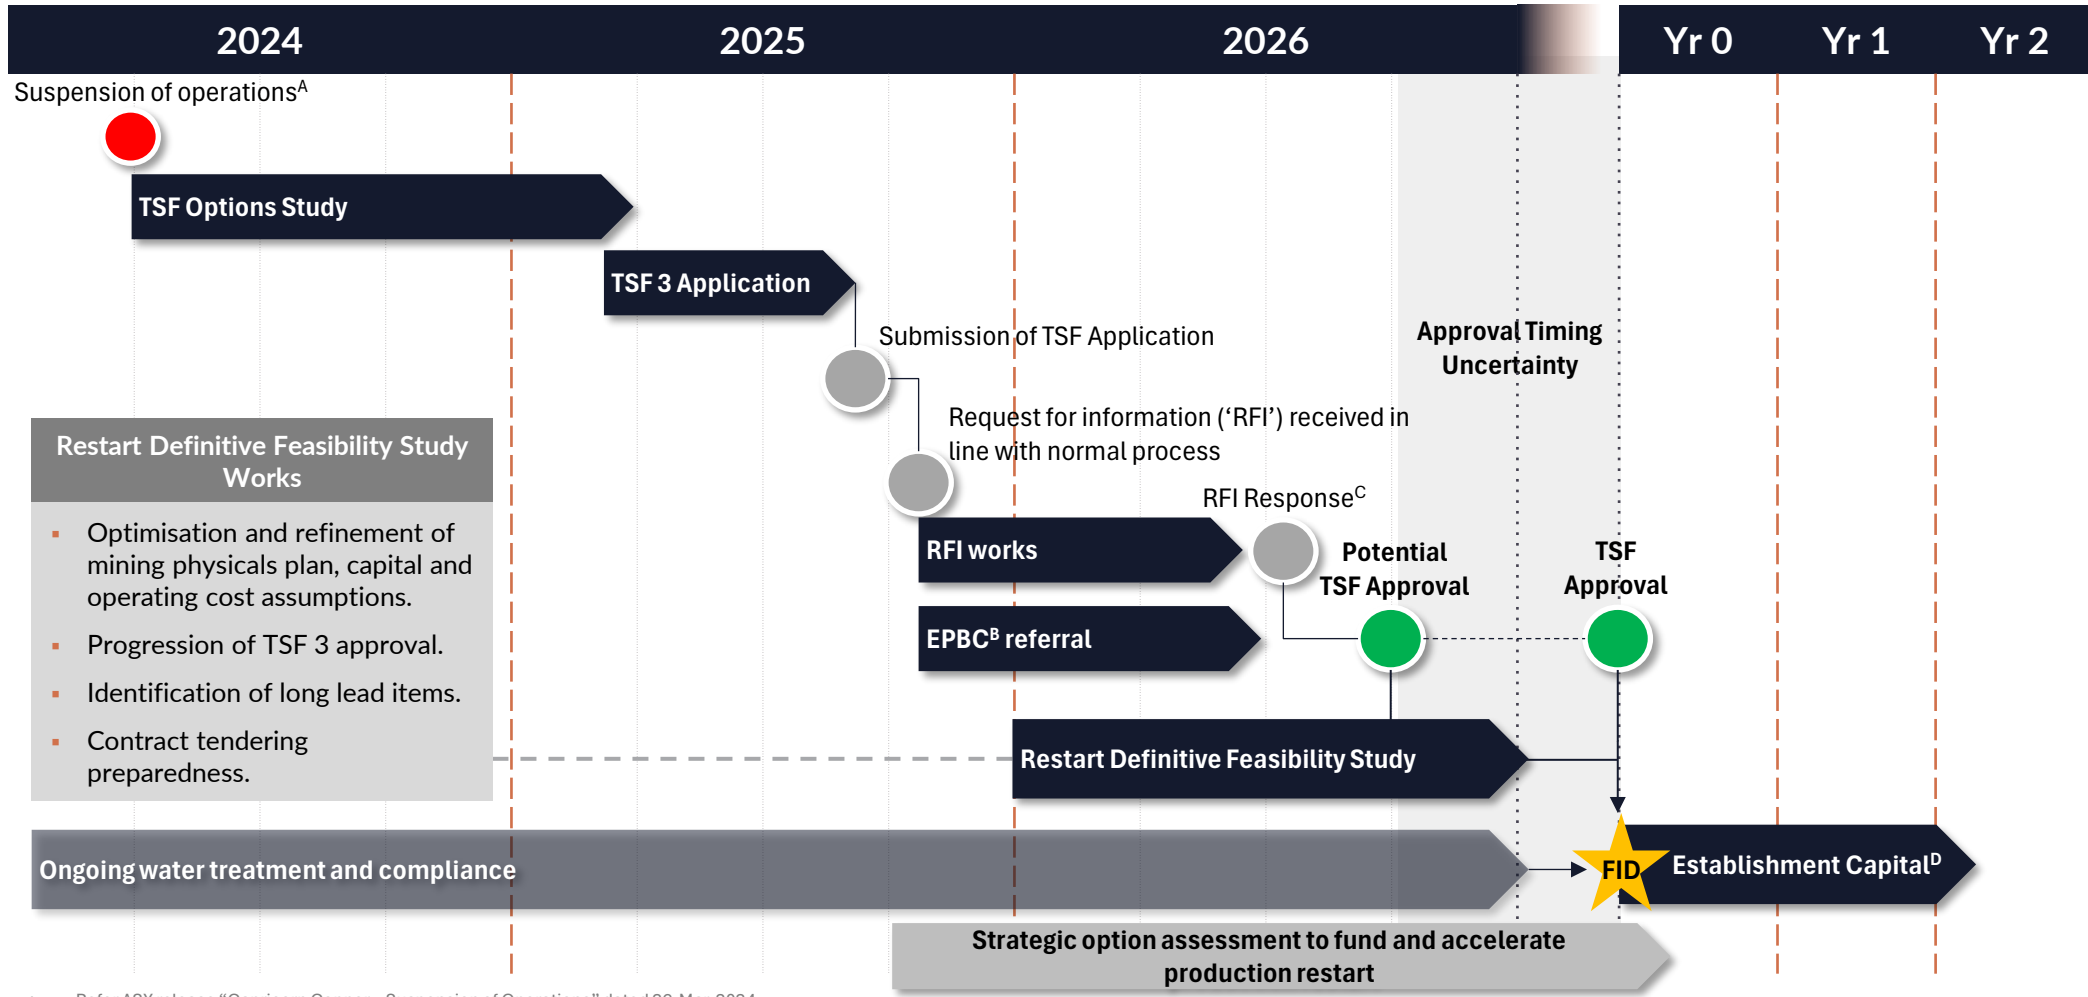 2024 2025 2026 Yr 0 Yr 1 Yr 2
Suspension of operationsᴬ
TSF Options Study
TSF 3 Application
Submission of TSF Application
Approval Timing
Uncertainty
Request for information (‘RFI’) received in
line with normal process
RFI Responseᶜ
RFI works
Potential
TSF Approval
TSF
Approval
EPBCᴮ referral
Restart Definitive Feasibility Study
Works
▪ Optimisation and refinement of
mining physicals plan, capital and
operating cost assumptions.
▪ Progression of TSF 3 approval.
▪ Identification of long lead items.
▪ Contract tendering
preparedness.
Restart Definitive Feasibility Study
Ongoing water treatment and compliance
FID
Establishment Capitalᴰ
Strategic option assessment to fund and accelerate
production restart